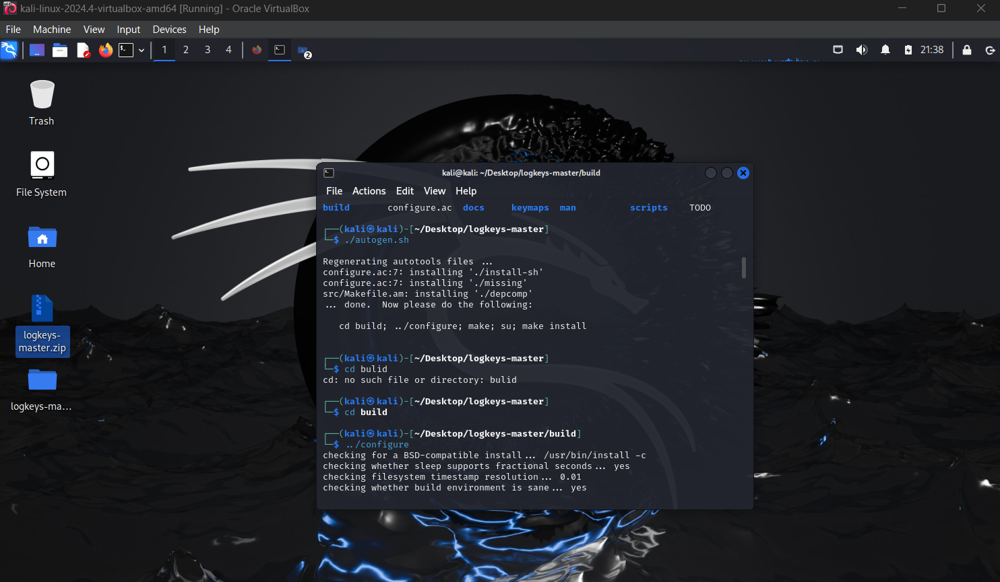 kali-linux-2024.4-virtualbox-amd64 [Running] - Oracle VirtualBox
File Machine View Input Devices Help
1 2 3 4 2 21:38
Trash
File System
Home
logkeys-
master.zip
logkeys-ma...
kali@kali: ~/Desktop/logkeys-master/build
File Actions Edit View Help
build configure.ac docs keymaps man scripts TODO
┌──(kali㉿kali)-[~/Desktop/logkeys-master]
└─$ ./autogen.sh
Regenerating autotools files ...
configure.ac:7: installing './install-sh'
configure.ac:7: installing './missing'
src/Makefile.am: installing './depcomp'
... done.  Now please do the following:
cd build; ../configure; make; su; make install
┌──(kali㉿kali)-[~/Desktop/logkeys-master]
└─$ cd bulid
cd: no such file or directory: bulid
┌──(kali㉿kali)-[~/Desktop/logkeys-master]
└─$ cd build
┌──(kali㉿kali)-[~/Desktop/logkeys-master/build]
└─$ ../configure
checking for a BSD-compatible install... /usr/bin/install -c
checking whether sleep supports fractional seconds... yes
checking filesystem timestamp resolution... 0.01
checking whether build environment is sane... yes